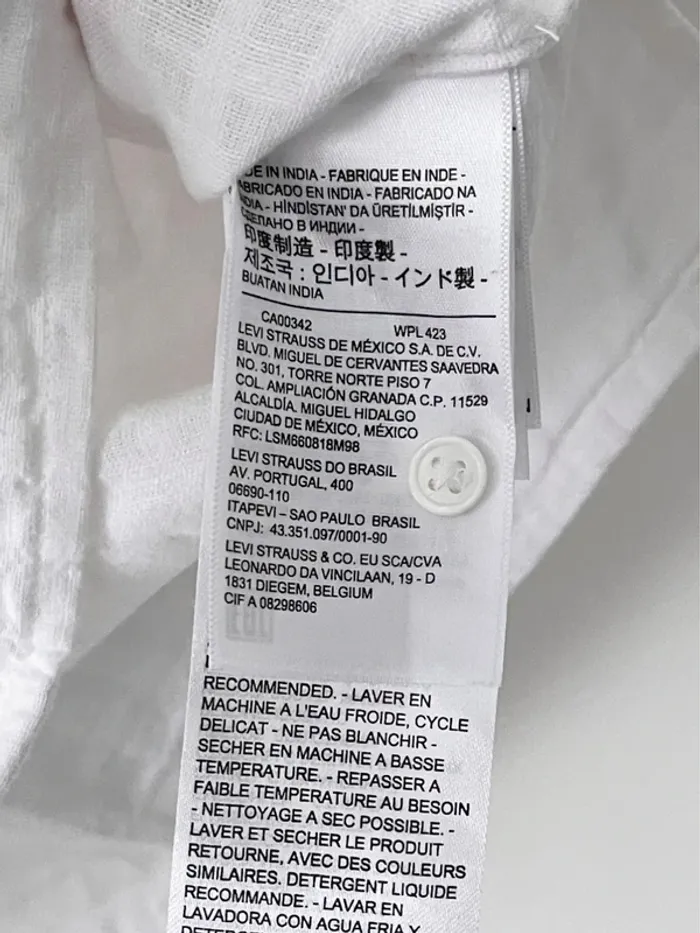 DE IN INDIA - FABRIQUE EN INDE -
ABRICADO EN INDIA - FABRICADO NA
NDIA - HİNDİSTAN' DA ÜRETİLMİŞTİR -
СДЕЛАНО В ИНДИИ -
印度制造 - 印度製 -
제조국 : 인디아 - インド製 -
BUATAN INDIA
CA00342 WPL 423
LEVI STRAUSS DE MÉXICO S.A. DE C.V.
BLVD. MIGUEL DE CERVANTES SAAVEDRA
NO. 301, TORRE NORTE PISO 7
COL. AMPLIACIÓN GRANADA C.P. 11529
ALCALDÍA. MIGUEL HIDALGO
CIUDAD DE MÉXICO, MÉXICO
RFC: LSM660818M98
LEVI STRAUSS DO BRASIL
AV. PORTUGAL, 400
06690-110
ITAPEVI – SAO PAULO BRASIL
CNPJ: 43.351.097/0001-90
LEVI STRAUSS & CO. EU SCA/CVA
LEONARDO DA VINCILAAN, 19 - D
1831 DIEGEM, BELGIUM
CIF A 08298606
RECOMMENDED. - LAVER EN
MACHINE A L'EAU FROIDE, CYCLE
DELICAT - NE PAS BLANCHIR -
SECHER EN MACHINE A BASSE
TEMPERATURE. - REPASSER A
FAIBLE TEMPERATURE AU BESOIN
- NETTOYAGE A SEC POSSIBLE. -
LAVER ET SECHER LE PRODUIT
RETOURNE, AVEC DES COULEURS
SIMILAIRES. DETERGENT LIQUIDE
RECOMMANDE. - LAVAR EN
LAVADORA CON AGUA FRIA Y